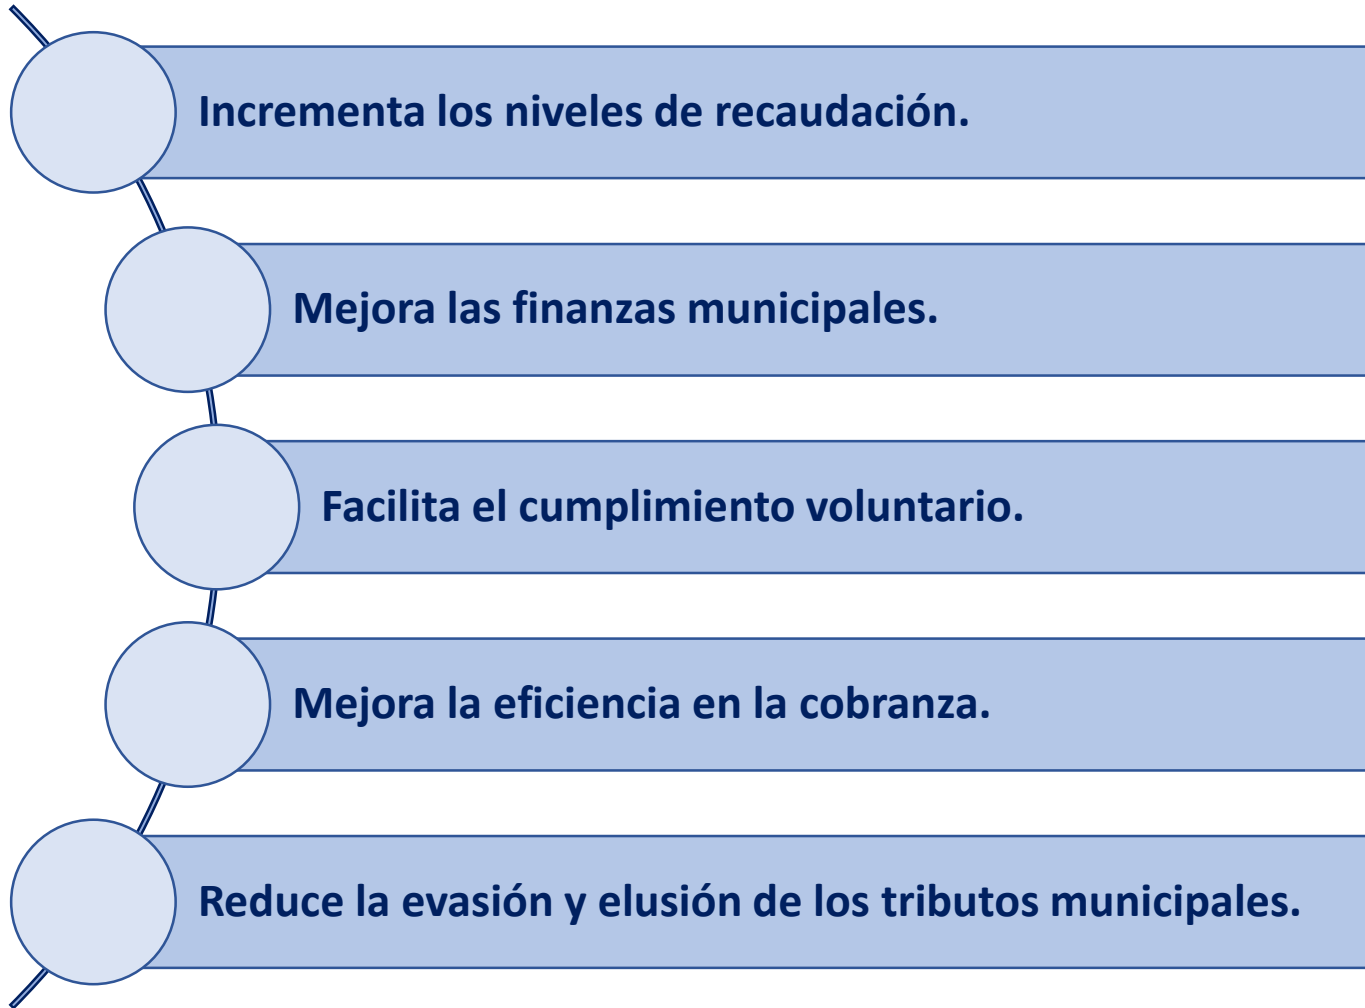 Incrementa los niveles de recaudación.
Mejora las finanzas municipales.
Facilita el cumplimiento voluntario.
Mejora la eficiencia en la cobranza.
Reduce la evasión y elusión de los tributos municipales.